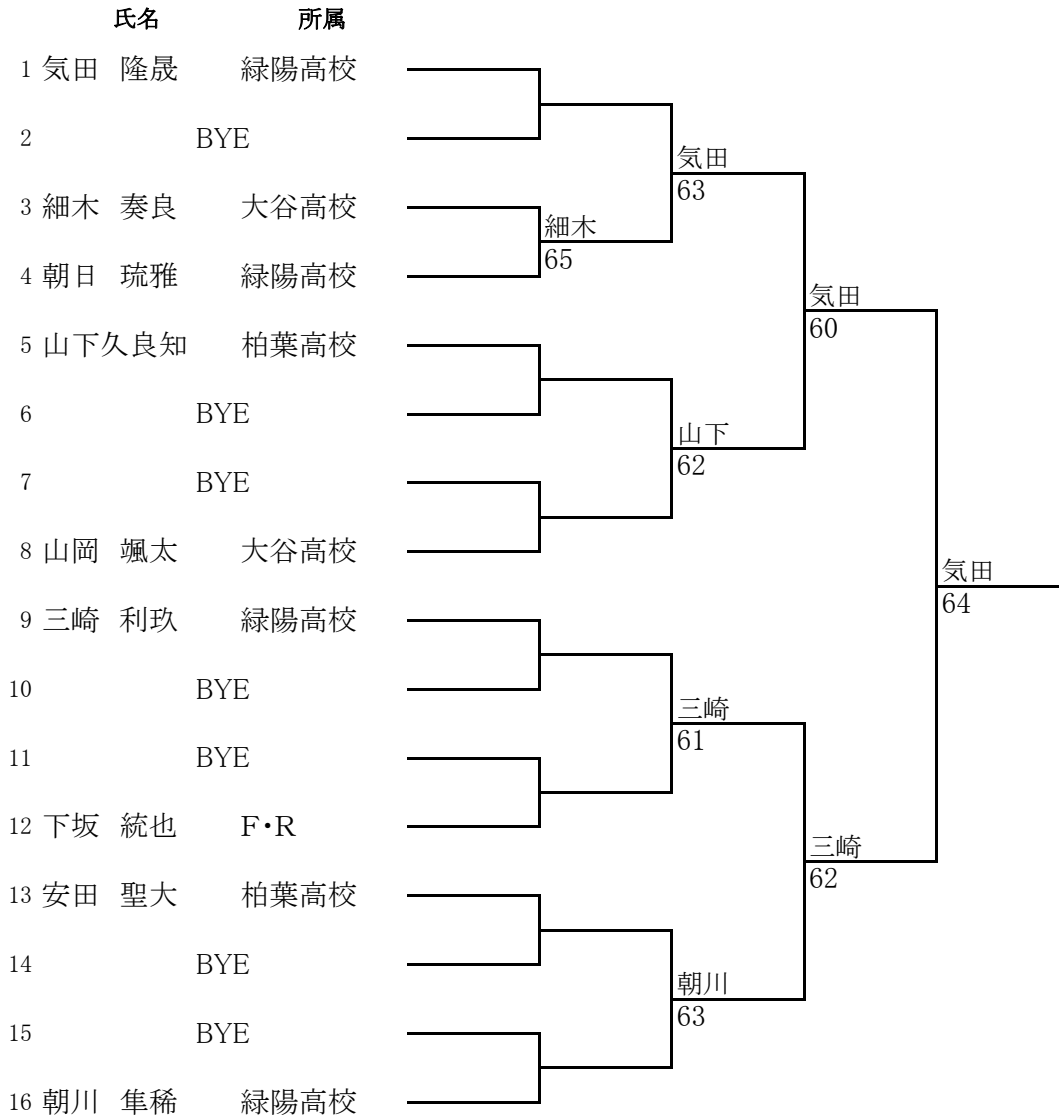 氏名 所属
1 気田 隆晟 緑陽高校
2 BYE
気田
63
3 細木 奏良 大谷高校
細木
65
4 朝日 琉雅 緑陽高校
気田
60
5 山下久良知 柏葉高校
6 BYE
山下
62
7 BYE
8 山岡 颯太 大谷高校
気田
64
9 三崎 利玖 緑陽高校
10 BYE
三崎
61
11 BYE
12 下坂 統也 F・R
三崎
62
13 安田 聖大 柏葉高校
14 BYE
朝川
63
15 BYE
16 朝川 隼稀 緑陽高校